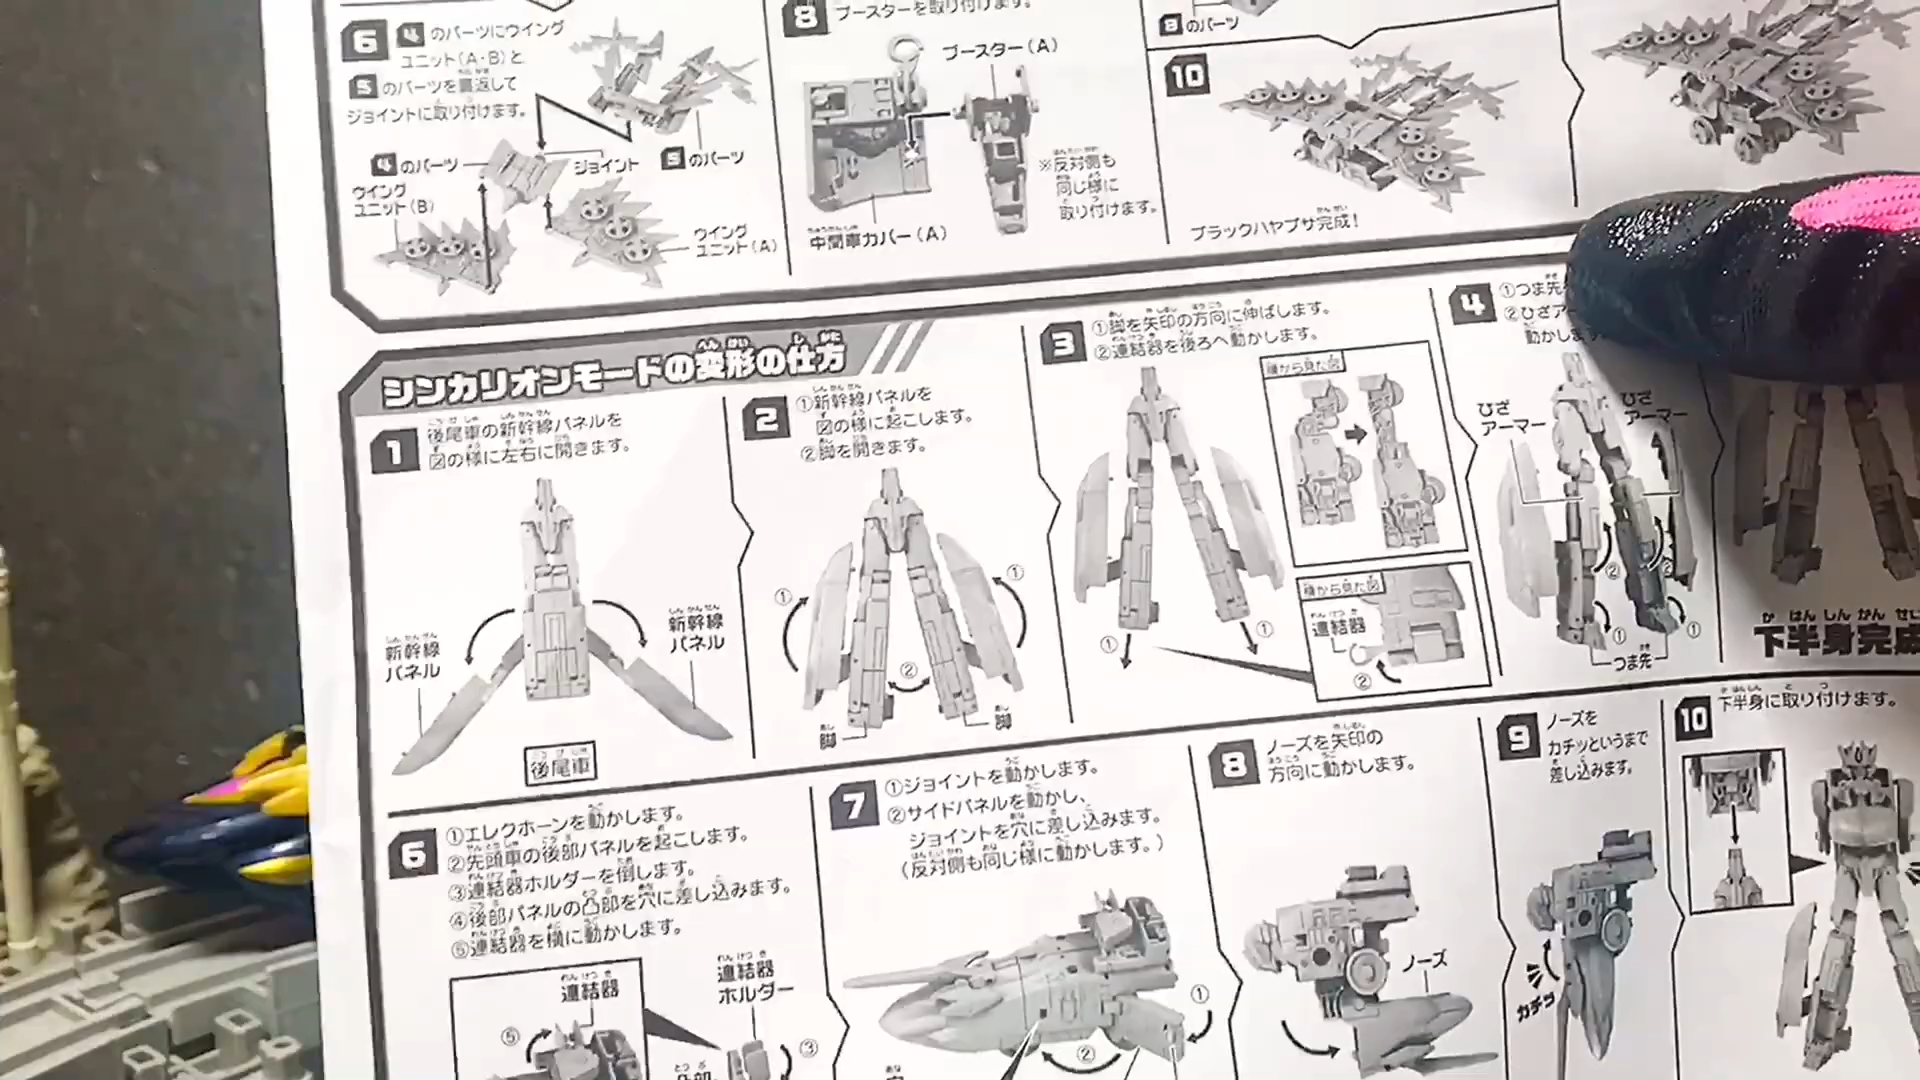 6
4のパーツにウイング
ユニット(A・B)と
5のパーツを裏返して
ジョイントに取り付けます。
4のパーツ
ジョイント
5のパーツ
ウイング
ユニット(B)
ウイング
ユニット(A)
8
ブースターを取り付けます。
ブースター(A)
※反対側も
同じ様に
取り付けます。
中間車カバー(A)
8のパーツ
10
ブラックハヤブサ完成!
シンカリオンモードの変形の仕方
1
後尾車の新幹線パネルを
図の様に左右に開きます。
新幹線
パネル
新幹線
パネル
後尾車
2
①新幹線パネルを
図の様に起こします。
②脚を開きます。
①
①
②
脚
脚
3
①脚を矢印の方向に伸ばします。
②連結器を後ろへ動かします。
横から見た図
横から見た図
連結器
②
①
①
4
①つま先
②ひざア
動かしま
ひざ
アーマー
ひざ
アーマー
②
②
①
①
つま先
下半身完成
6
①エレクホーンを動かします。
②先頭車の後部パネルを起こします。
③連結器ホルダーを倒します。
④後部パネルの凸部を穴に差し込みます。
⑤連結器を横に動かします。
連結器
⑤
連結器
ホルダー
③
凸部
7
①ジョイントを動かします。
②サイドパネルを動かし、
ジョイントを穴に差し込みます。
(反対側も同じ様に動かします。)
①
②
8
ノーズを矢印の
方向に動かします。
ノーズ
9
ノーズを
カチッというまで
差し込みます。
カチッ
10
下半身に取り付けます。